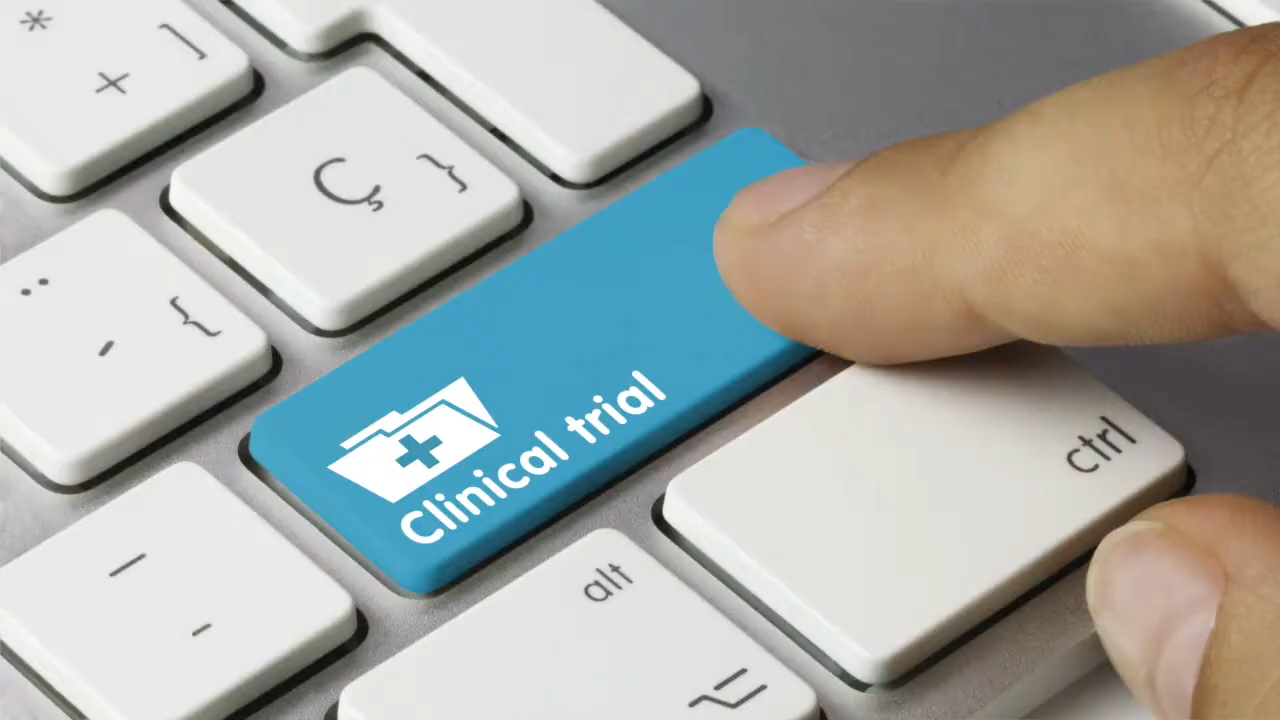 * ]
+
Ç }
¨ {
´
Clinical trial
ctrl
_
-
alt
⌥